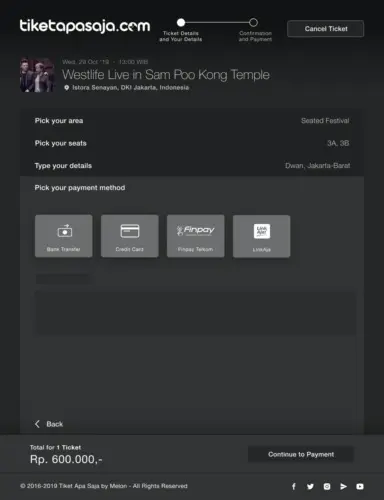 tiketapasaja.com
Ticket Details
and Your Details
Confirmation
and Payment
Cancel Ticket
Wed, 29 Oct '19 - 13:00 WIB
Westlife Live in Sam Poo Kong Temple
Istora Senayan, DKI Jakarta, Indonesia
Pick your area
Seated Festival
Pick your seats
3A, 3B
Type your details
Dwan, Jakarta-Barat
Pick your payment method
Finpay
Link
Aja!
Bank Transfer
Credit Card
Finpay Telkom
LinkAja
Back
Total for 1 Ticket
Rp. 600.000,-
Continue to Payment
© 2016-2019 Tiket Apa Saja by Melon - All Rights Reserved